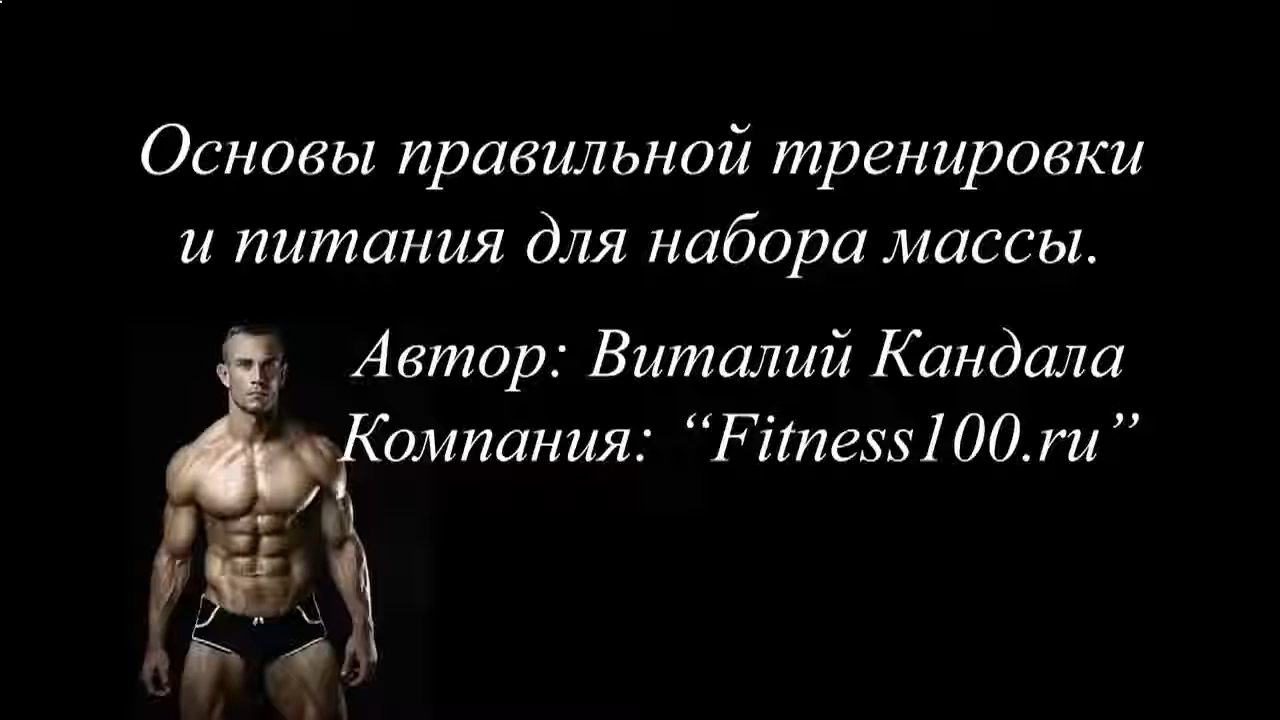 Основы правильной тренировки
и питания для набора массы.
Автор: Виталий Кандала
Компания: “Fitness100.ru”